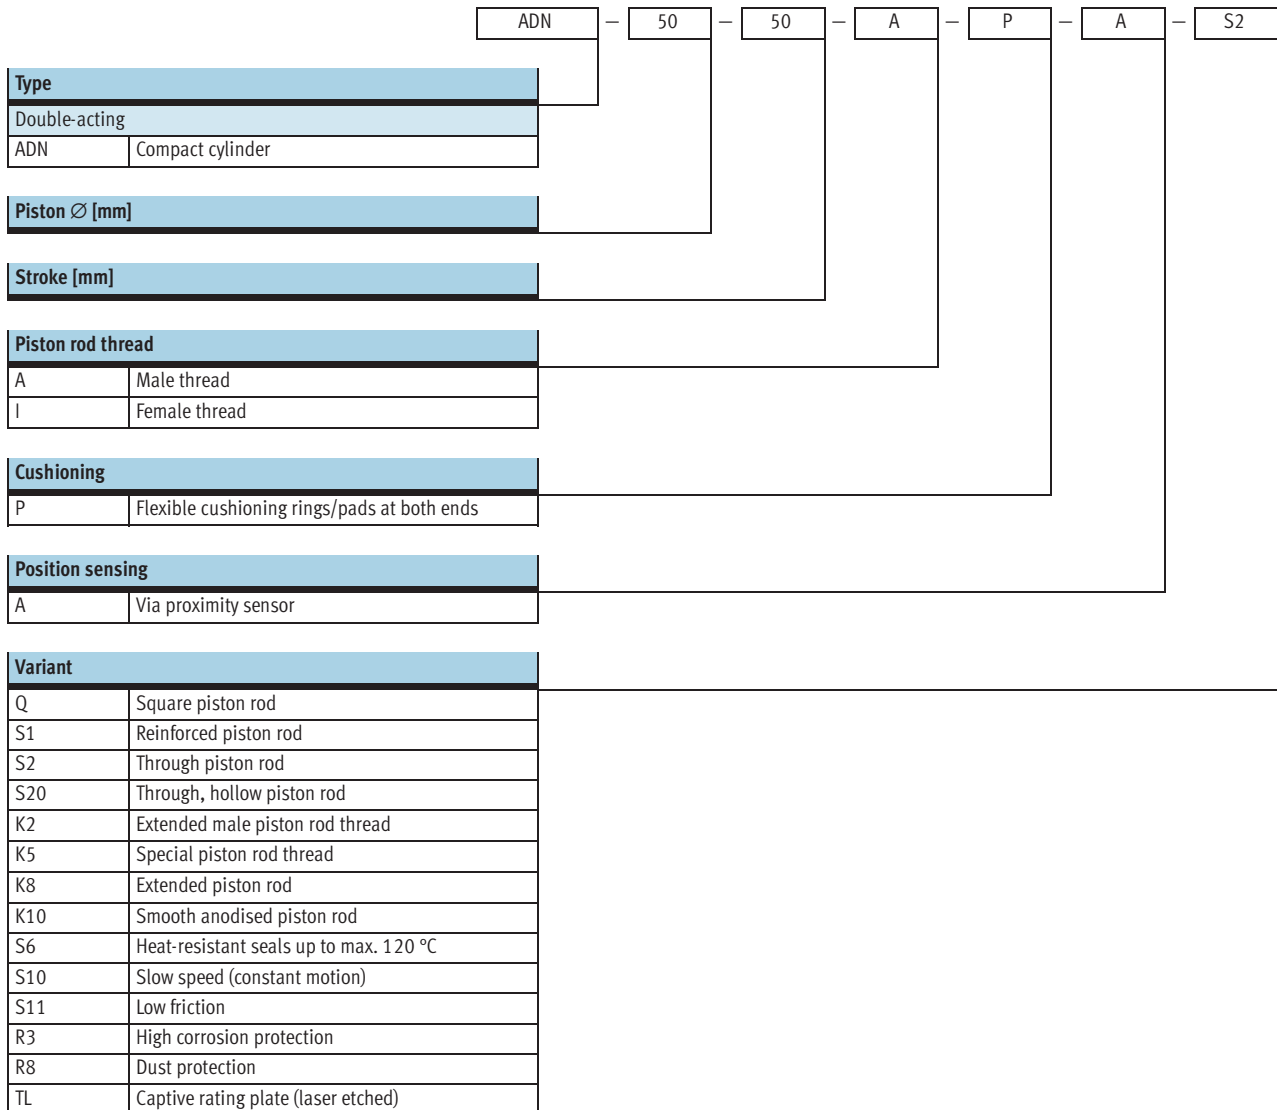 ADN – 50 – 50 – A – P – A – S2
Type
Double-acting
ADN Compact cylinder
Piston ∅ [mm]
Stroke [mm]
Piston rod thread
A Male thread
I Female thread
Cushioning
P Flexible cushioning rings/pads at both ends
Position sensing
A Via proximity sensor
Variant
Q Square piston rod
S1 Reinforced piston rod
S2 Through piston rod
S20 Through, hollow piston rod
K2 Extended male piston rod thread
K5 Special piston rod thread
K8 Extended piston rod
K10 Smooth anodised piston rod
S6 Heat-resistant seals up to max. 120 °C
S10 Slow speed (constant motion)
S11 Low friction
R3 High corrosion protection
R8 Dust protection
TL Captive rating plate (laser etched)